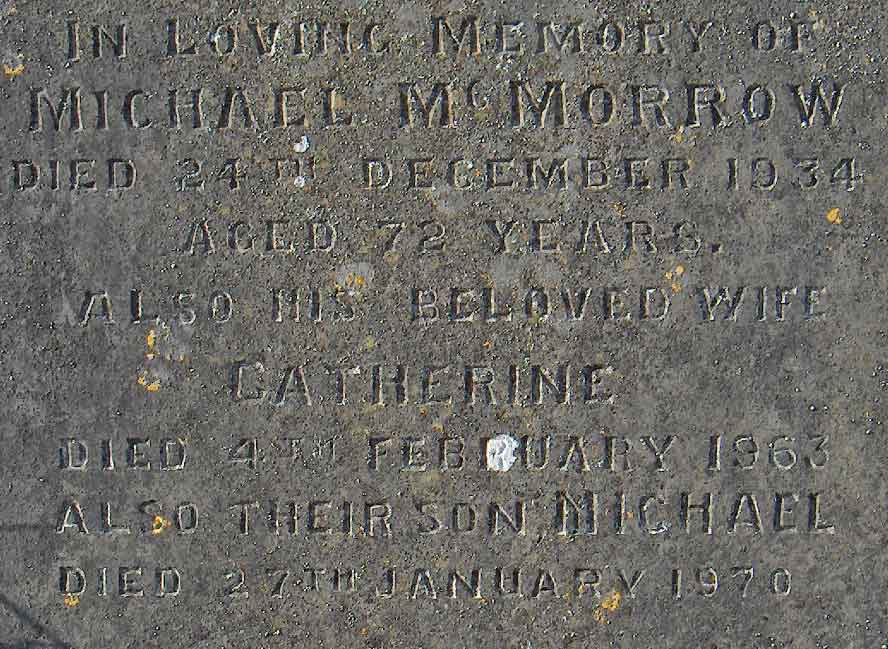 IN LOVING MEMORY OF
MICHAEL McMORROW
DIED 24TH DECEMBER 1934
AGED 72 YEARS.
ALSO HIS BELOVED WIFE
CATHERINE
DIED 4TH FEBRUARY 1963
ALSO THEIR SON MICHAEL
DIED 27TH JANUARY 1970